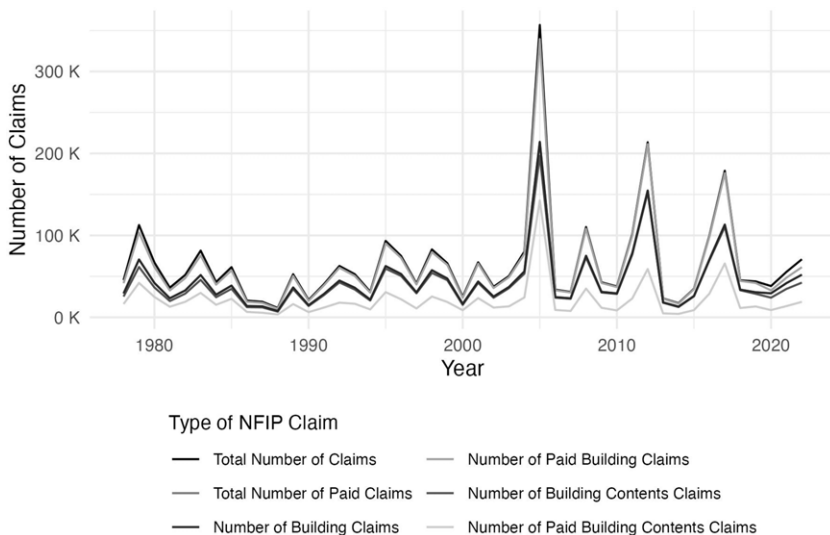 Number of Claims
300 K
200 K
100 K
0 K
1980 1990 2000 2010 2020
Year
Type of NFIP Claim
Total Number of Claims
Number of Paid Building Claims
Total Number of Paid Claims
Number of Building Contents Claims
Number of Building Claims
Number of Paid Building Contents Claims